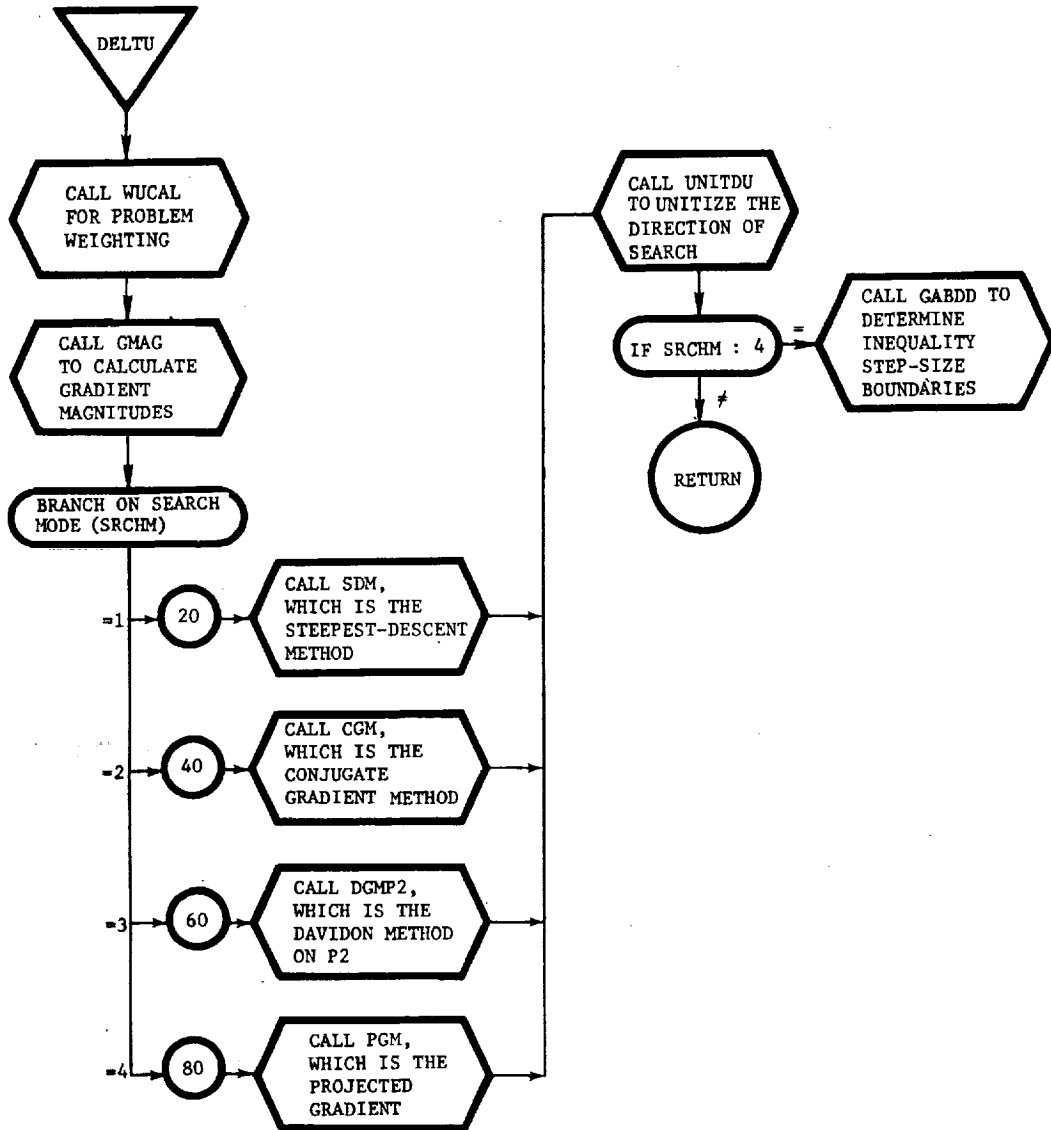 DELTU
CALL WUCAL
FOR PROBLEM
WEIGHTING
CALL GMAG
TO CALCULATE
GRADIENT
MAGNITUDES
BRANCH ON SEARCH
MODE (SRCHM)
=1
20
CALL SDM,
WHICH IS THE
STEEPEST-DESCENT
METHOD
=2
40
CALL CGM,
WHICH IS THE
CONJUGATE
GRADIENT METHOD
=3
60
CALL DGMP2,
WHICH IS THE
DAVIDON METHOD
ON P2
=4
80
CALL PGM,
WHICH IS THE
PROJECTED
GRADIENT
CALL UNITDU
TO UNITIZE THE
DIRECTION OF
SEARCH
IF SRCHM : 4
=
CALL GABDD TO
DETERMINE
INEQUALITY
STEP-SIZE
BOUNDARIES
≠
RETURN